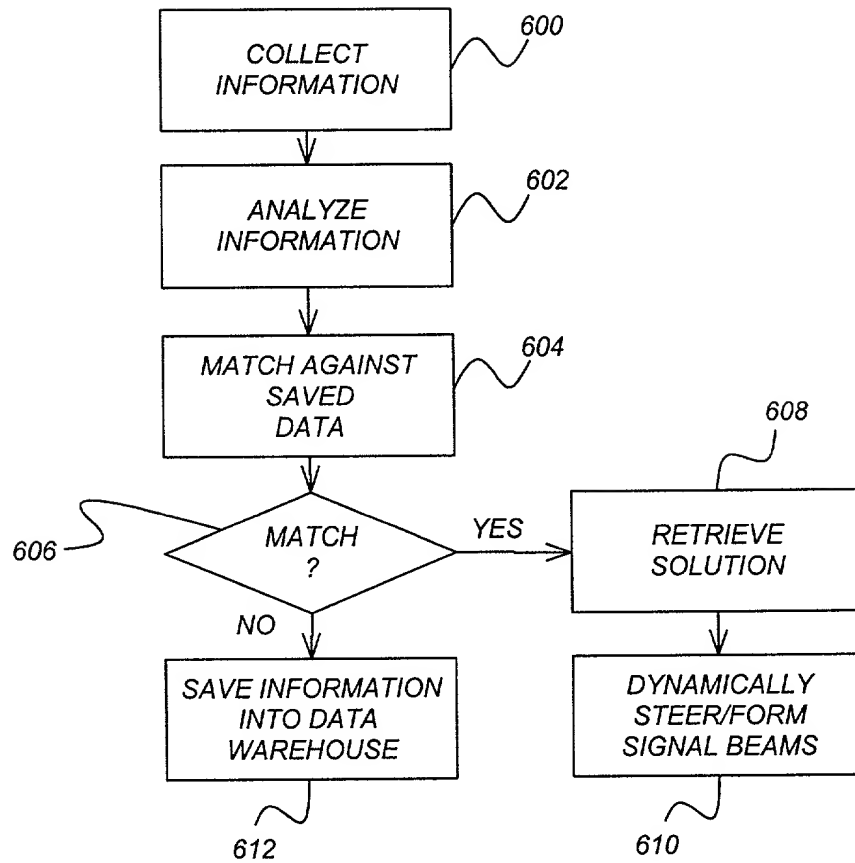 COLLECT
INFORMATION
600
ANALYZE
INFORMATION
602
MATCH AGAINST
SAVED
DATA
604
MATCH
?
606
YES
NO
RETRIEVE
SOLUTION
608
SAVE INFORMATION
INTO DATA
WAREHOUSE
612
DYNAMICALLY
STEER/FORM
SIGNAL BEAMS
610